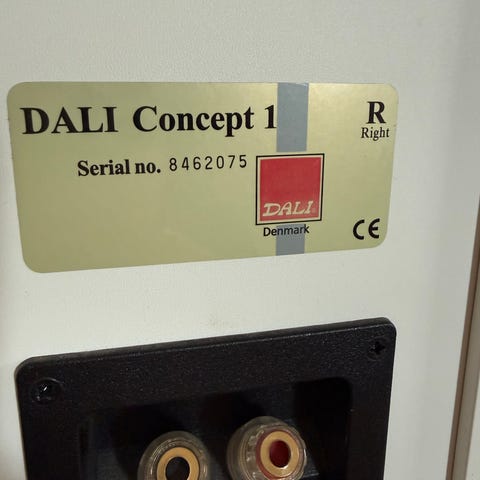 DALI Concept 1
R
Right
Serial no. 8462075
DALI
Denmark
CE